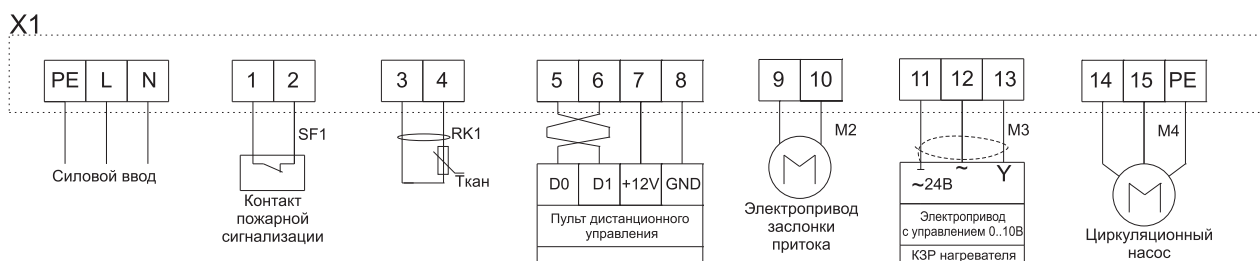 X1
PE L N 1 2 3 4 5 6 7 8 9 10 11 12 13 14 15 PE
SF1
RK1
M2
M3
M4
Силовой ввод
Контакт
пожарной
сигнализации
Tкан
D0 D1 +12V GND
Пульт дистанционного
управления
M
Электропривод
заслонки
притока
~24В
~
Y
Электропривод
с управлением 0..10В
КЗР нагревателя
M
Циркуляционный
насос